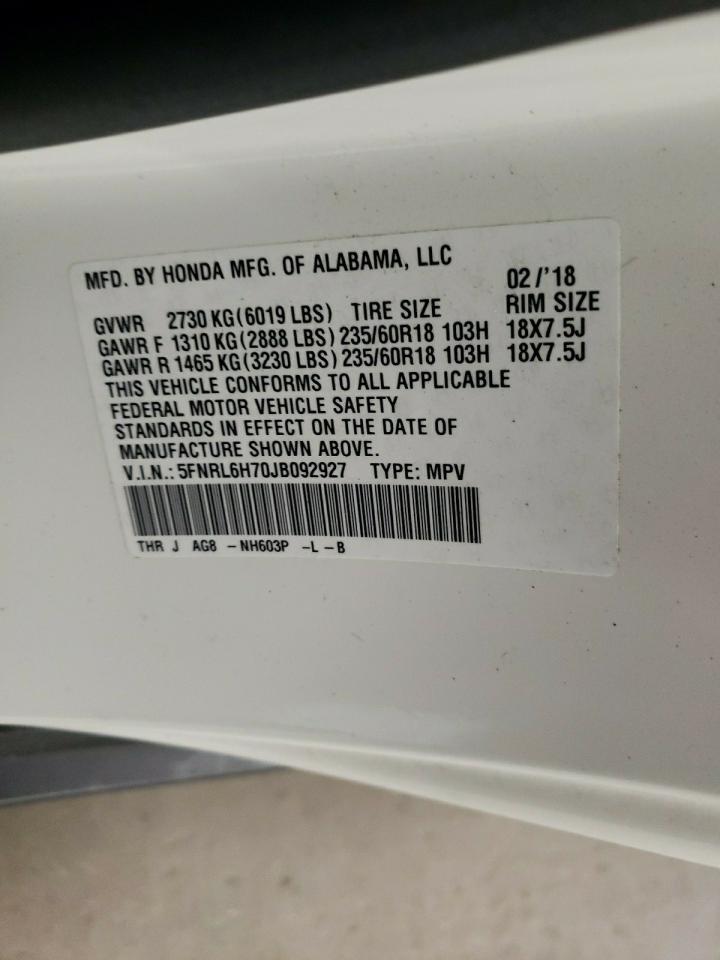 MFD. BY HONDA MFG. OF ALABAMA, LLC 02/'18
GVWR 2730 KG(6019 LBS) TIRE SIZE RIM SIZE
GAWR F 1310 KG(2888 LBS) 235/60R18 103H 18X7.5J
GAWR R 1465 KG(3230 LBS) 235/60R18 103H 18X7.5J
THIS VEHICLE CONFORMS TO ALL APPLICABLE
FEDERAL MOTOR VEHICLE SAFETY
STANDARDS IN EFFECT ON THE DATE OF
MANUFACTURE SHOWN ABOVE.
V.I.N.: 5FNRL6H70JB092927 TYPE: MPV
THR J AG8 -NH603P -L-B